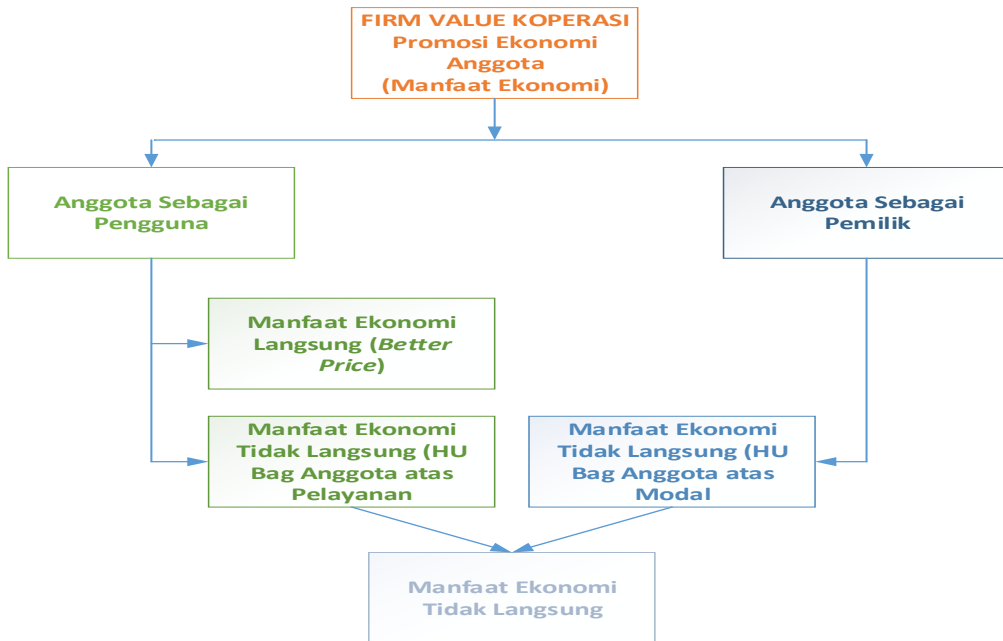 FIRM VALUE KOPERASI
Promosi Ekonomi
Anggota
(Manfaat Ekonomi)
Anggota Sebagai
Pengguna
Anggota Sebagai
Pemilik
Manfaat Ekonomi
Langsung (Better
Price)
Manfaat Ekonomi
Tidak Langsung (HU
Bag Anggota atas
Pelayanan
Manfaat Ekonomi
Tidak Langsung (HU
Bag Anggota atas
Modal
Manfaat Ekonomi
Tidak Langsung